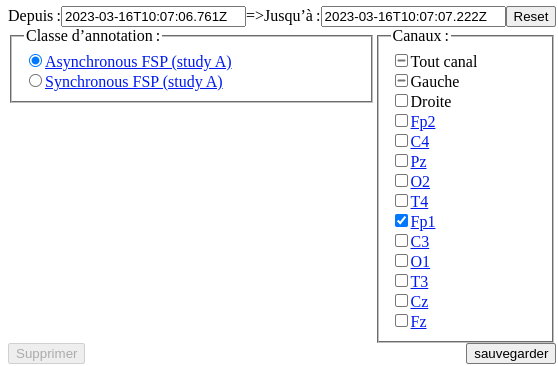 Depuis : 2023-03-16T10:07:06.761Z =>Jusqu’à : 2023-03-16T10:07:07.222Z Reset
Classe d’annotation :
Asynchronous FSP (study A)
Synchronous FSP (study A)
Canaux :
Tout canal
Gauche
Droite
Fp2
C4
Pz
O2
T4
Fp1
C3
O1
T3
Cz
Fz
Supprimer
sauvegarder